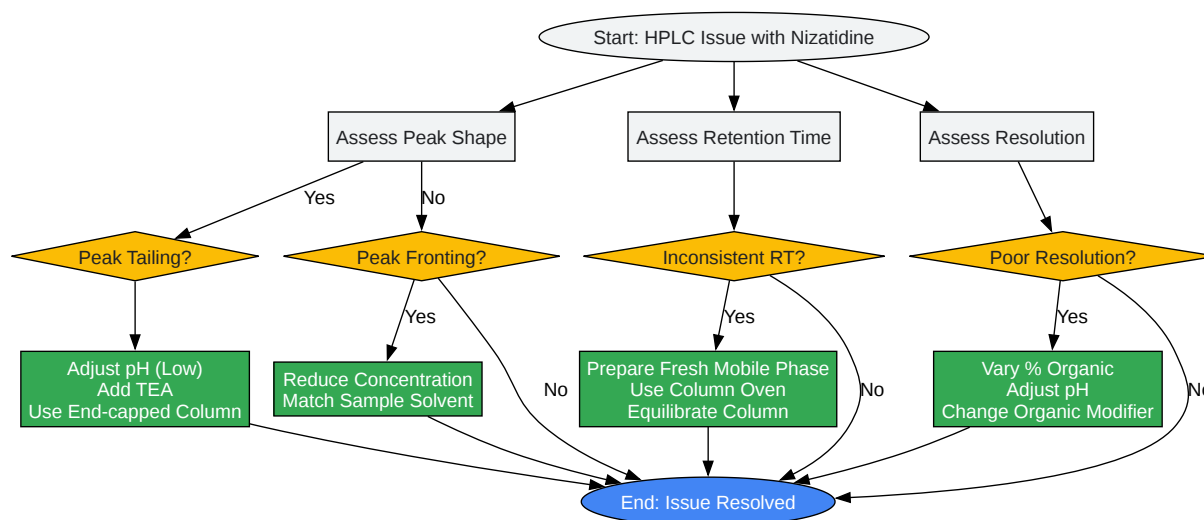 Start: HPLC Issue with Nizatidine
Assess Peak Shape
Assess Retention Time
Assess Resolution
Yes
No
Peak Tailing?
Peak Fronting?
Inconsistent RT?
Poor Resolution?
Yes
Yes
Yes
Adjust pH (Low)
Add TEA
Use End-capped Column
Reduce Concentration
Match Sample Solvent
No
Prepare Fresh Mobile Phase
Use Column Oven
Equilibrate Column
No
Vary % Organic
Adjust pH
Change Organic Modifier
No
End: Issue Resolved